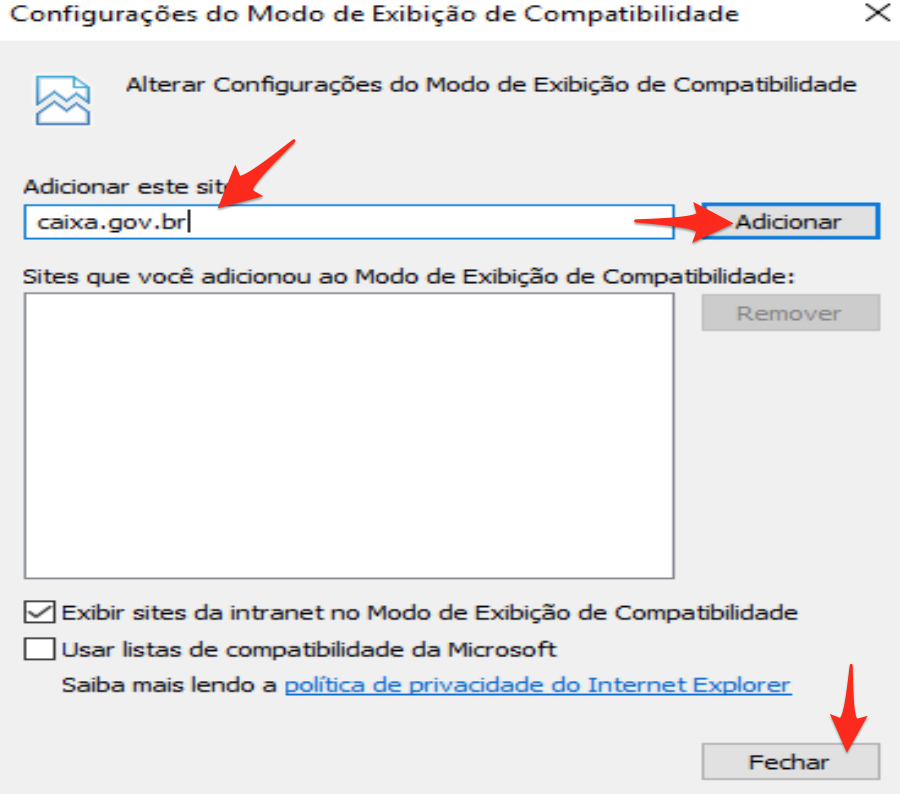 Configurações do Modo de Exibição de Compatibilidade
Alterar Configurações do Modo de Exibição de Compatibilidade
Adicionar este sit
caixa.gov.br
Adicionar
Sites que você adicionou ao Modo de Exibição de Compatibilidade:
Remover
Exibir sites da intranet no Modo de Exibição de Compatibilidade
Usar listas de compatibilidade da Microsoft
Saiba mais lendo a política de privacidade do Internet Explorer
Fechar